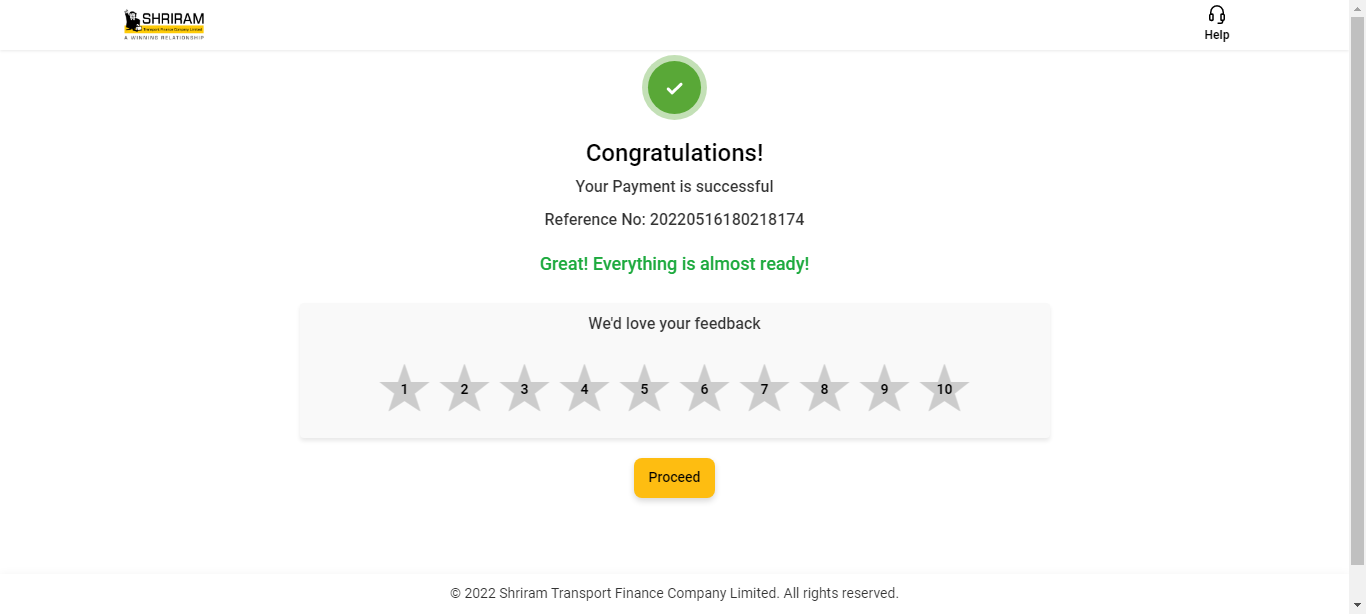 SHRIRAM
Transport Finance Company Limited
A WINNING RELATIONSHIP
Help
Congratulations!
Your Payment is successful
Reference No: 20220516180218174
Great! Everything is almost ready!
We'd love your feedback
1 2 3 4 5 6 7 8 9 10
Proceed
© 2022 Shriram Transport Finance Company Limited. All rights reserved.